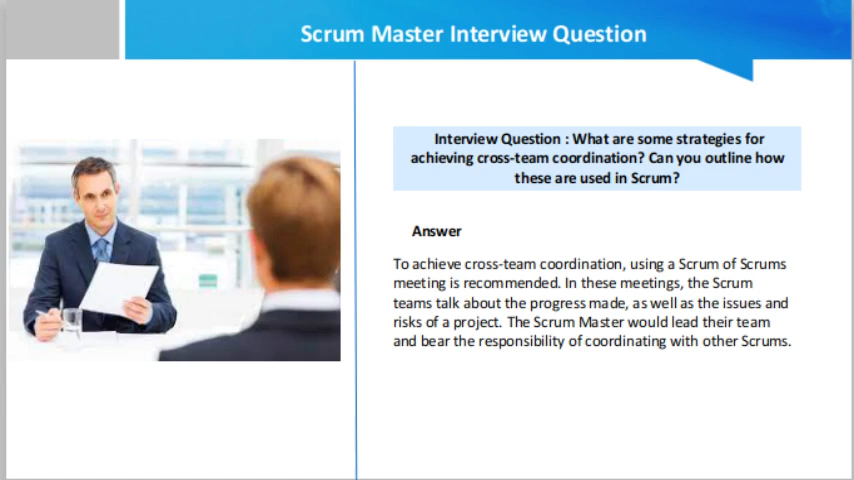 Scrum Master Interview Question
Interview Question : What are some strategies for
achieving cross-team coordination? Can you outline how
these are used in Scrum?
Answer
To achieve cross-team coordination, using a Scrum of Scrums
meeting is recommended. In these meetings, the Scrum
teams talk about the progress made, as well as the issues and
risks of a project. The Scrum Master would lead their team
and bear the responsibility of coordinating with other Scrums.